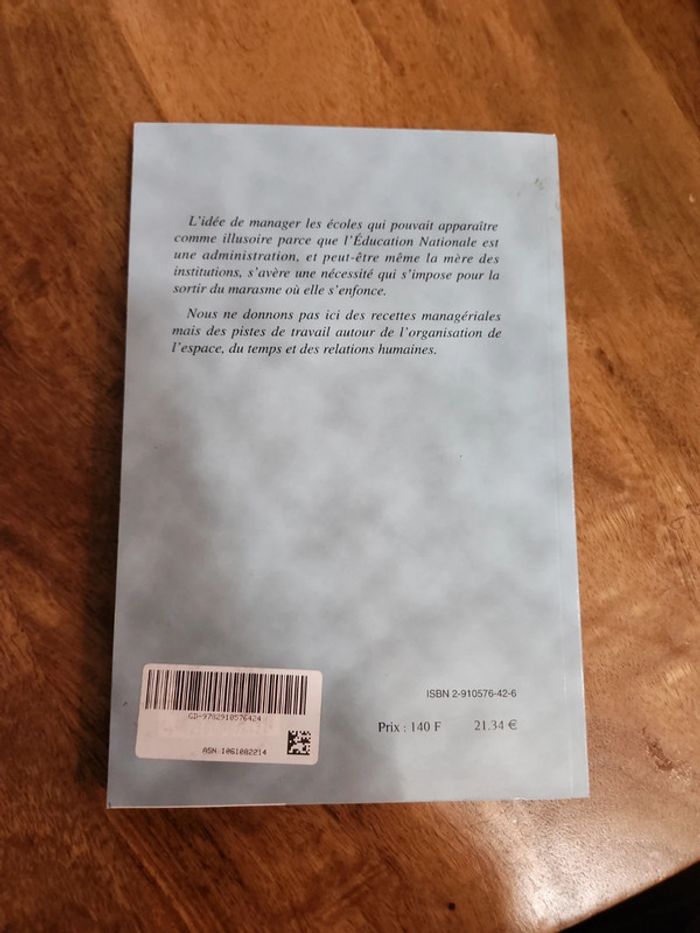 L'idée de manager les écoles qui pouvait apparaître
comme illusoire parce que l'Éducation Nationale est
une administration, et peut-être même la mère des
institutions, s'avère une nécessité qui s'impose pour la
sortir du marasme où elle s'enfonce.
Nous ne donnons pas ici des recettes managériales
mais des pistes de travail autour de l'organisation de
l'espace, du temps et des relations humaines.
ISBN 2-910576-42-6
Prix : 140 F 21.34 €
GD-9782910576424
ASN 1061082214